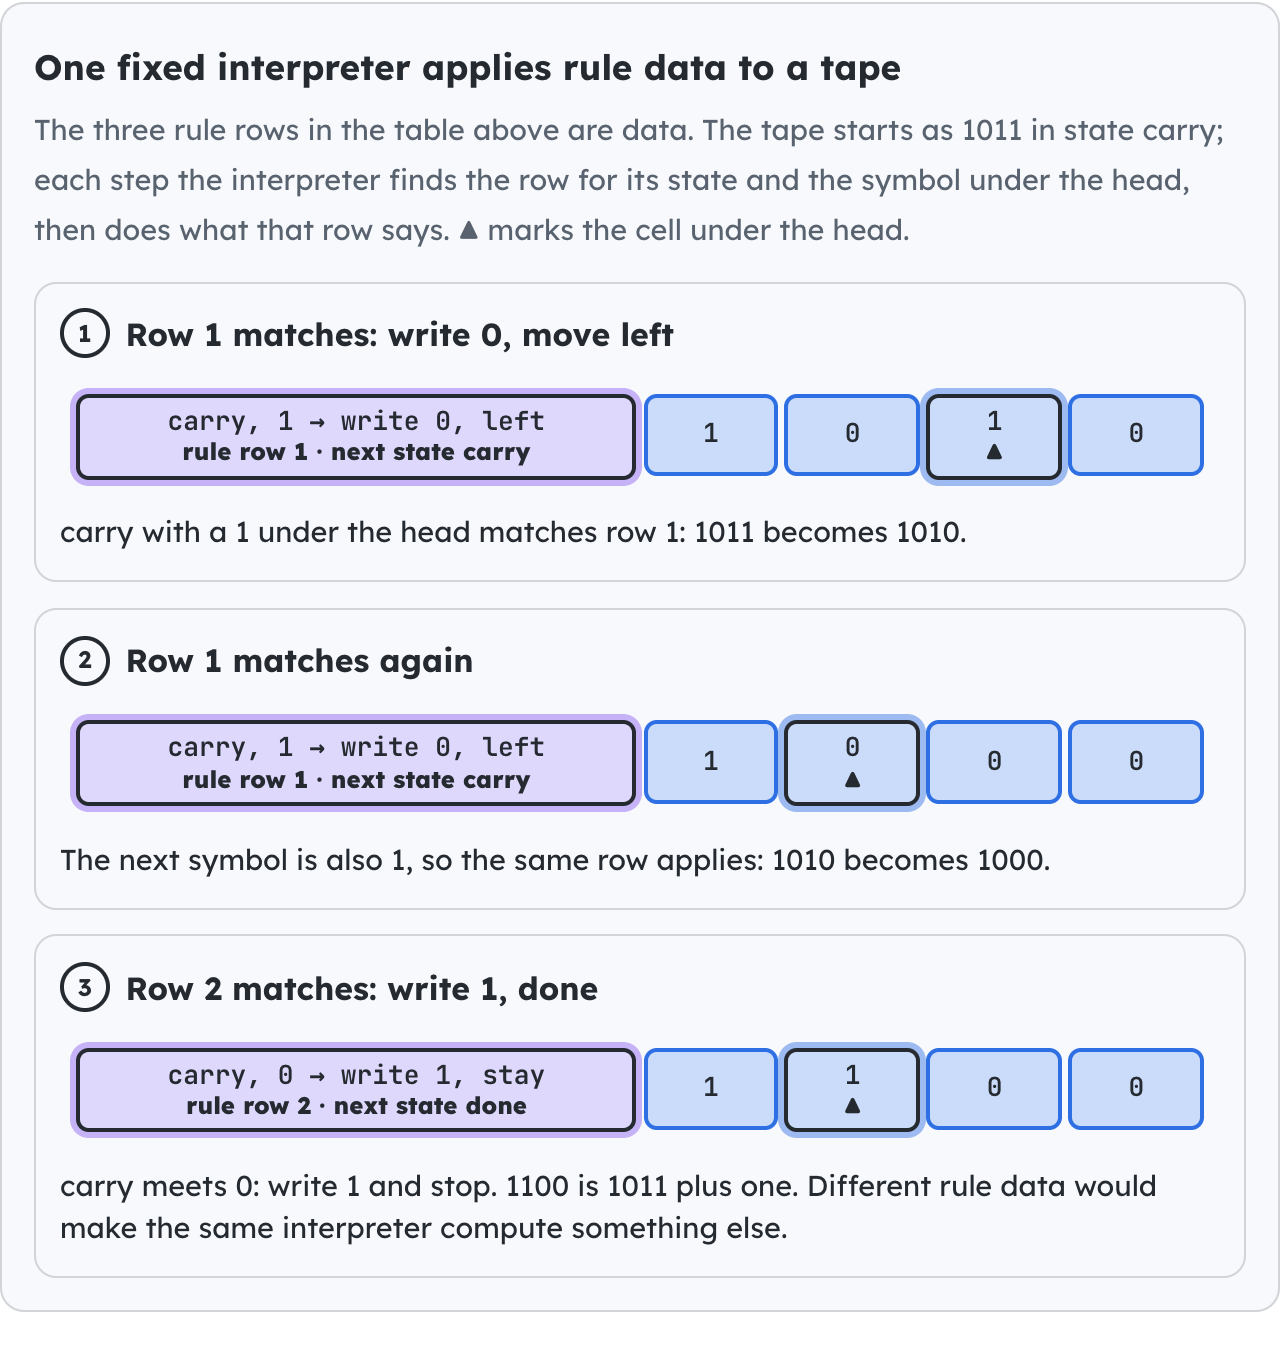 One fixed interpreter applies rule data to a tape
The three rule rows in the table above are data. The tape starts as 1011 in state carry;
each step the interpreter finds the row for its state and the symbol under the head,
then does what that row says. ▲ marks the cell under the head.
1 Row 1 matches: write 0, move left
carry, 1 → write 0, left
rule row 1 · next state carry
1 0 1 0
▲
carry with a 1 under the head matches row 1: 1011 becomes 1010.
2 Row 1 matches again
carry, 1 → write 0, left
rule row 1 · next state carry
1 0 0 0
▲
The next symbol is also 1, so the same row applies: 1010 becomes 1000.
3 Row 2 matches: write 1, done
carry, 0 → write 1, stay
rule row 2 · next state done
1 1 0 0
▲
carry meets 0: write 1 and stop. 1100 is 1011 plus one. Different rule data would
make the same interpreter compute something else.